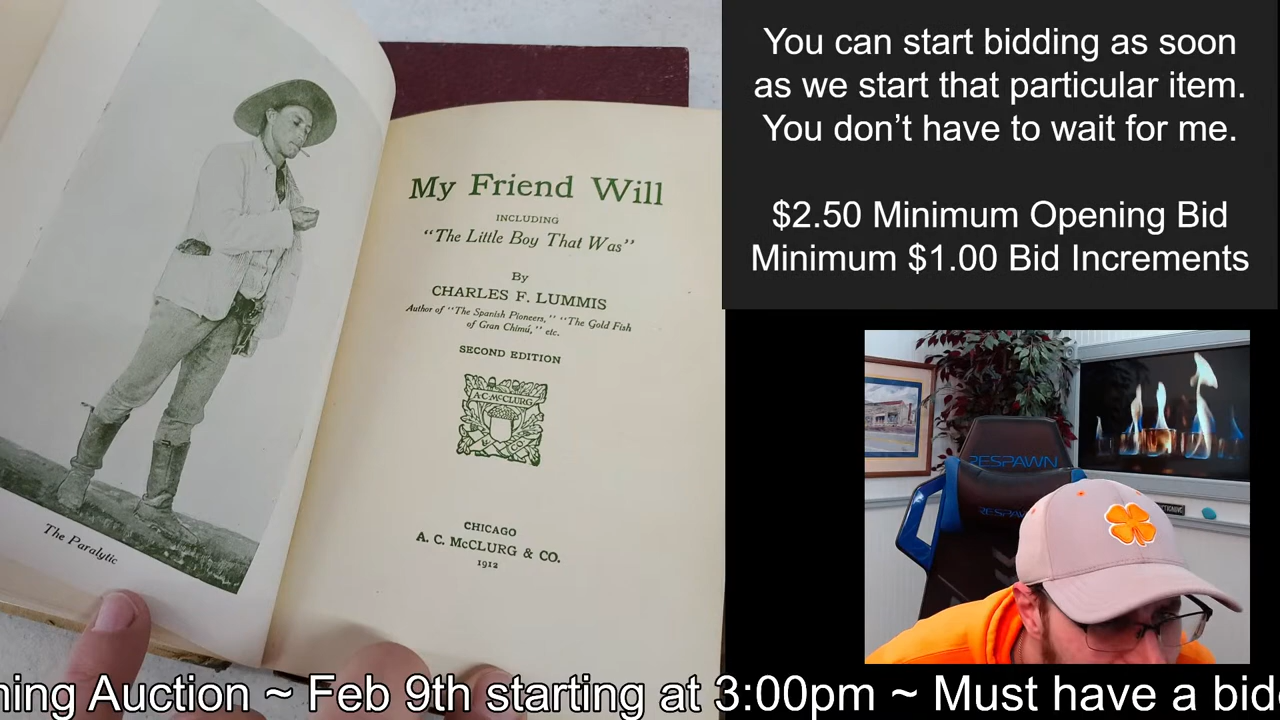 The Paralytic
My Friend Will
INCLUDING
"The Little Boy That Was"
By
CHARLES F. LUMMIS
Author of "The Spanish Pioneers," "The Gold Fish
of Gran Chimú," etc.
SECOND EDITION
A.C. McCLURG
CHICAGO
A. C. McCLURG & CO.
1912
You can start bidding as soon
as we start that particular item.
You don't have to wait for me.
$2.50 Minimum Opening Bid
Minimum $1.00 Bid Increments
RESPAWN
ning Auction ~ Feb 9th starting at 3:00pm ~ Must have a bid